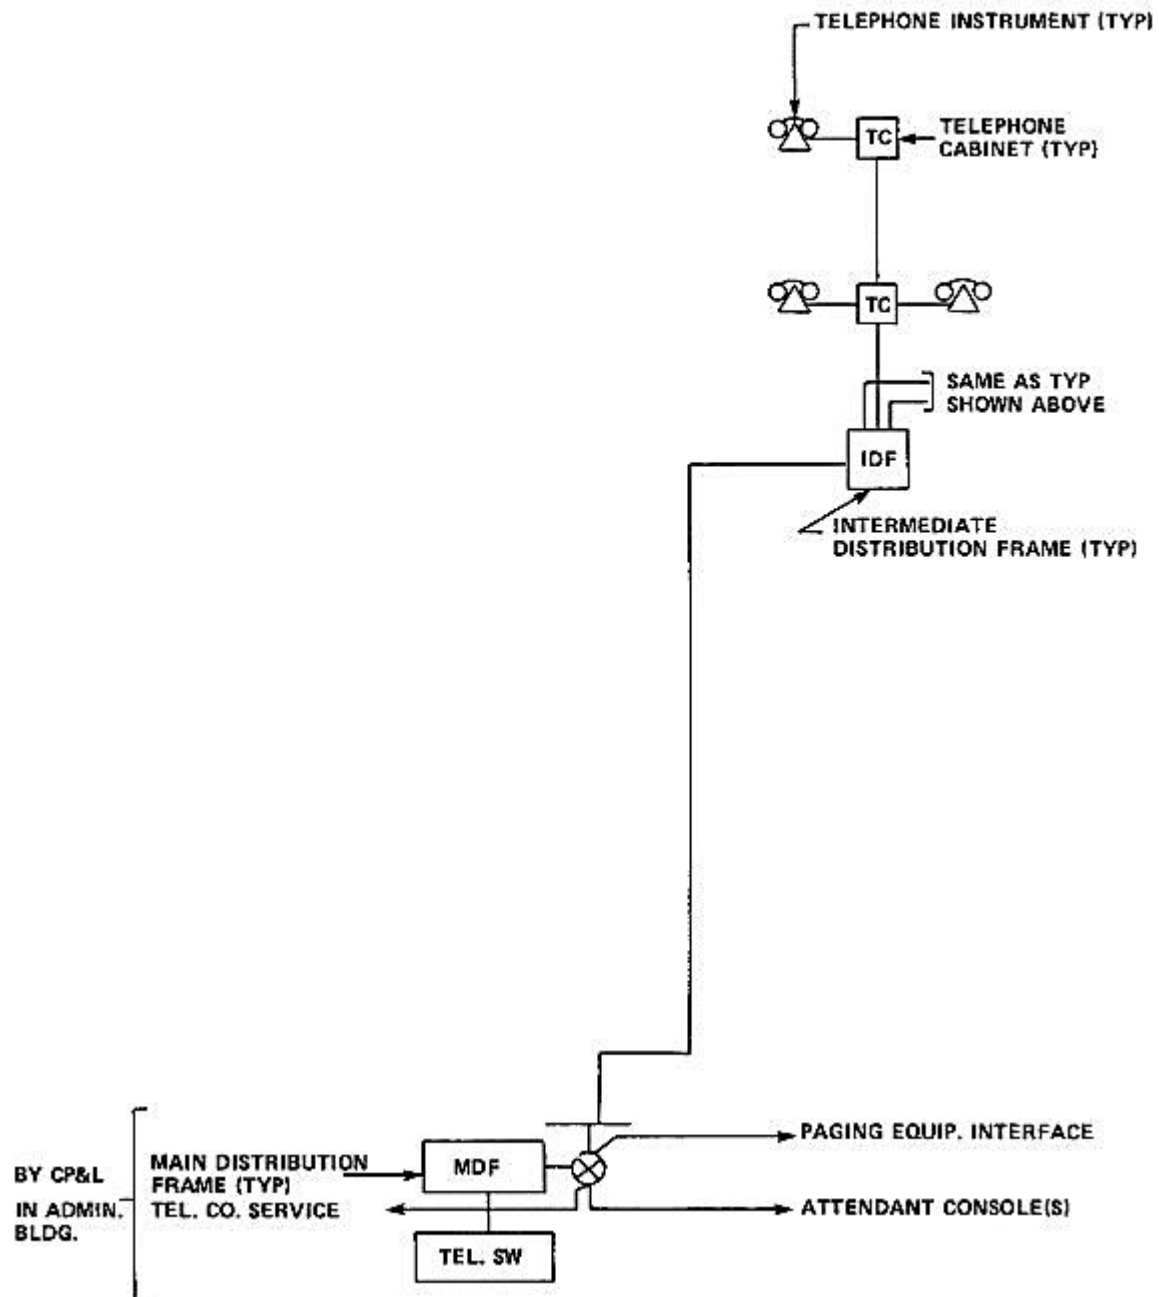 TELEPHONE INSTRUMENT (TYP)
TC
TELEPHONE
CABINET (TYP)
TC
SAME AS TYP
SHOWN ABOVE
IDF
INTERMEDIATE
DISTRIBUTION FRAME (TYP)
PAGING EQUIP. INTERFACE
BY CP&L
IN ADMIN.
BLDG.
MAIN DISTRIBUTION
FRAME (TYP)
MDF
TEL. CO. SERVICE
ATTENDANT CONSOLE(S)
TEL. SW